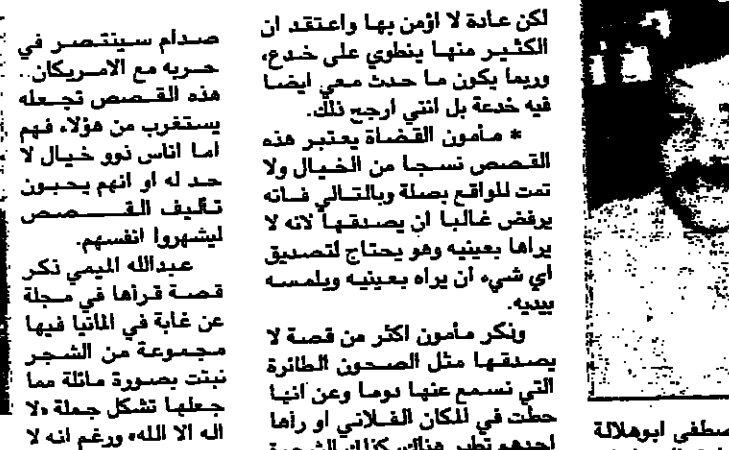 لكن عادة لا اؤمن بها واعتقد ان
الكثير منها ينطوي على خدع،
وربما يكون ما حدث معي ايضا
فيه خدعة بل انني ارجح ذلك.
* مأمون القضاة يعتبر هذه
القصص نسجا من الخيال ولا
تمت للواقع بصلة وبالتالي فانه
يرفض غالبا ان يصدقها لانه لا
يراها بعينيه وهو يحتاج لتصديق
اي شيء ان يراه بعينيه ويلمسه
بيديه.
وذكر مأمون اكثر من قصة لا
يصدقها مثل الصحون الطائرة
التي نسمع عنها دوما وعن انها
حطت في المكان الفلاني او رآها
احدهم تطير هناك، كذلك
صدام سينتصر في
حربه مع الامريكان..
هذه القصص تجعله
يستغرب من هؤلاء فهم
اما اناس ذوو خيال لا
حد له او انهم يحبون
تأليف القصص
ليشهروا انفسهم.
عبدالله الميمي ذكر
قصة قرأها في مجلة
عن غابة في المانيا فيها
مجموعة من الشجر
نبتت بصورة مائلة مما
جعلها تشكل جملة «لا
اله الا الله» ورغم انه لا
مصطفى ابوهلالة